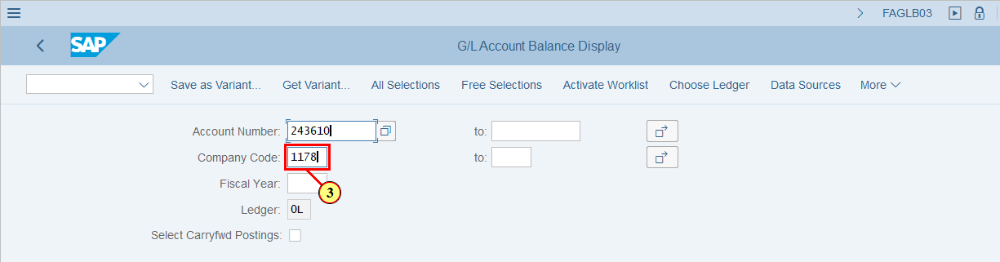 FAGLB03
SAP G/L Account Balance Display
Save as Variant... Get Variant... All Selections Free Selections Activate Worklist Choose Ledger Data Sources More
Account Number: 243610 to:
Company Code: 1178 to:
Fiscal Year:
3
Ledger: 0L
Select Carryfwd Postings: